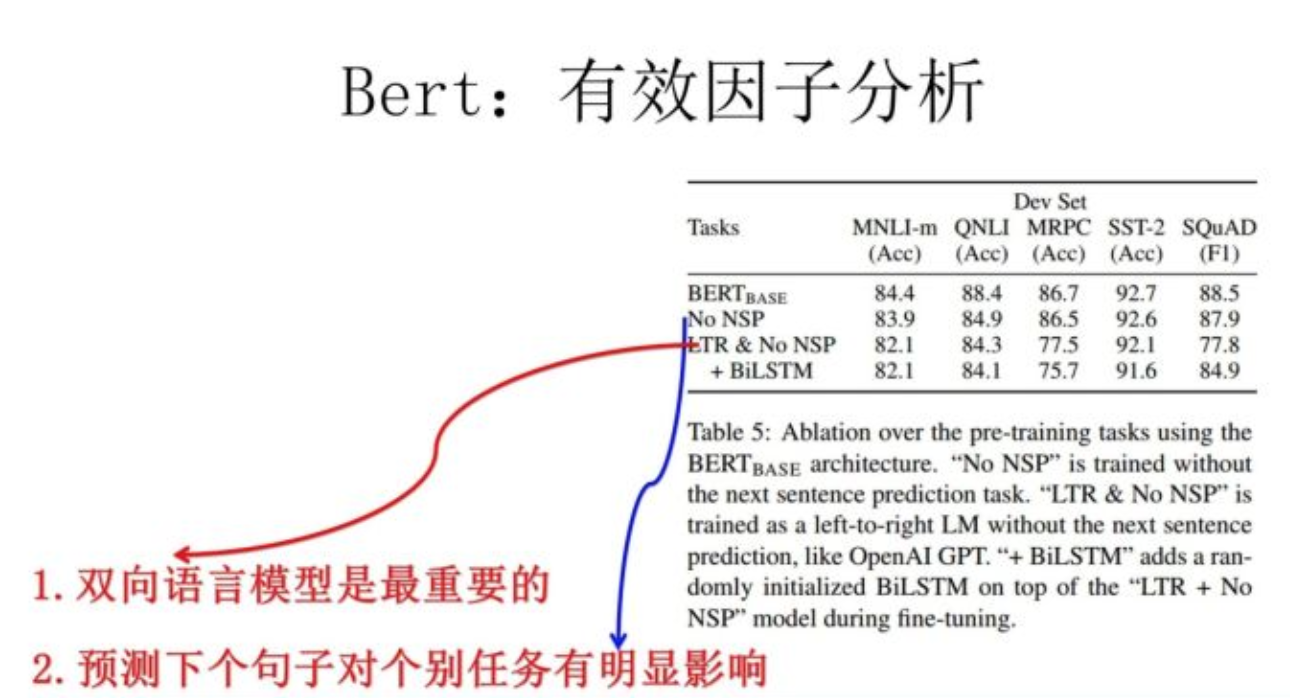 Bert：有效因子分析
Dev Set
Tasks MNLI-m QNLI MRPC SST-2 SQuAD
(Acc) (Acc) (Acc) (Acc) (F1)
BERTBASE 84.4 88.4 86.7 92.7 88.5
No NSP 83.9 84.9 86.5 92.6 87.9
LTR & No NSP 82.1 84.3 77.5 92.1 77.8
+ BiLSTM 82.1 84.1 75.7 91.6 84.9
Table 5: Ablation over the pre-training tasks using the
BERTBASE architecture. “No NSP” is trained without
the next sentence prediction task. “LTR & No NSP” is
trained as a left-to-right LM without the next sentence
prediction, like OpenAI GPT. “+ BiLSTM” adds a ran-
domly initialized BiLSTM on top of the “LTR + No
NSP” model during fine-tuning.
1. 双向语言模型是最重要的
2. 预测下个句子对个别任务有明显影响